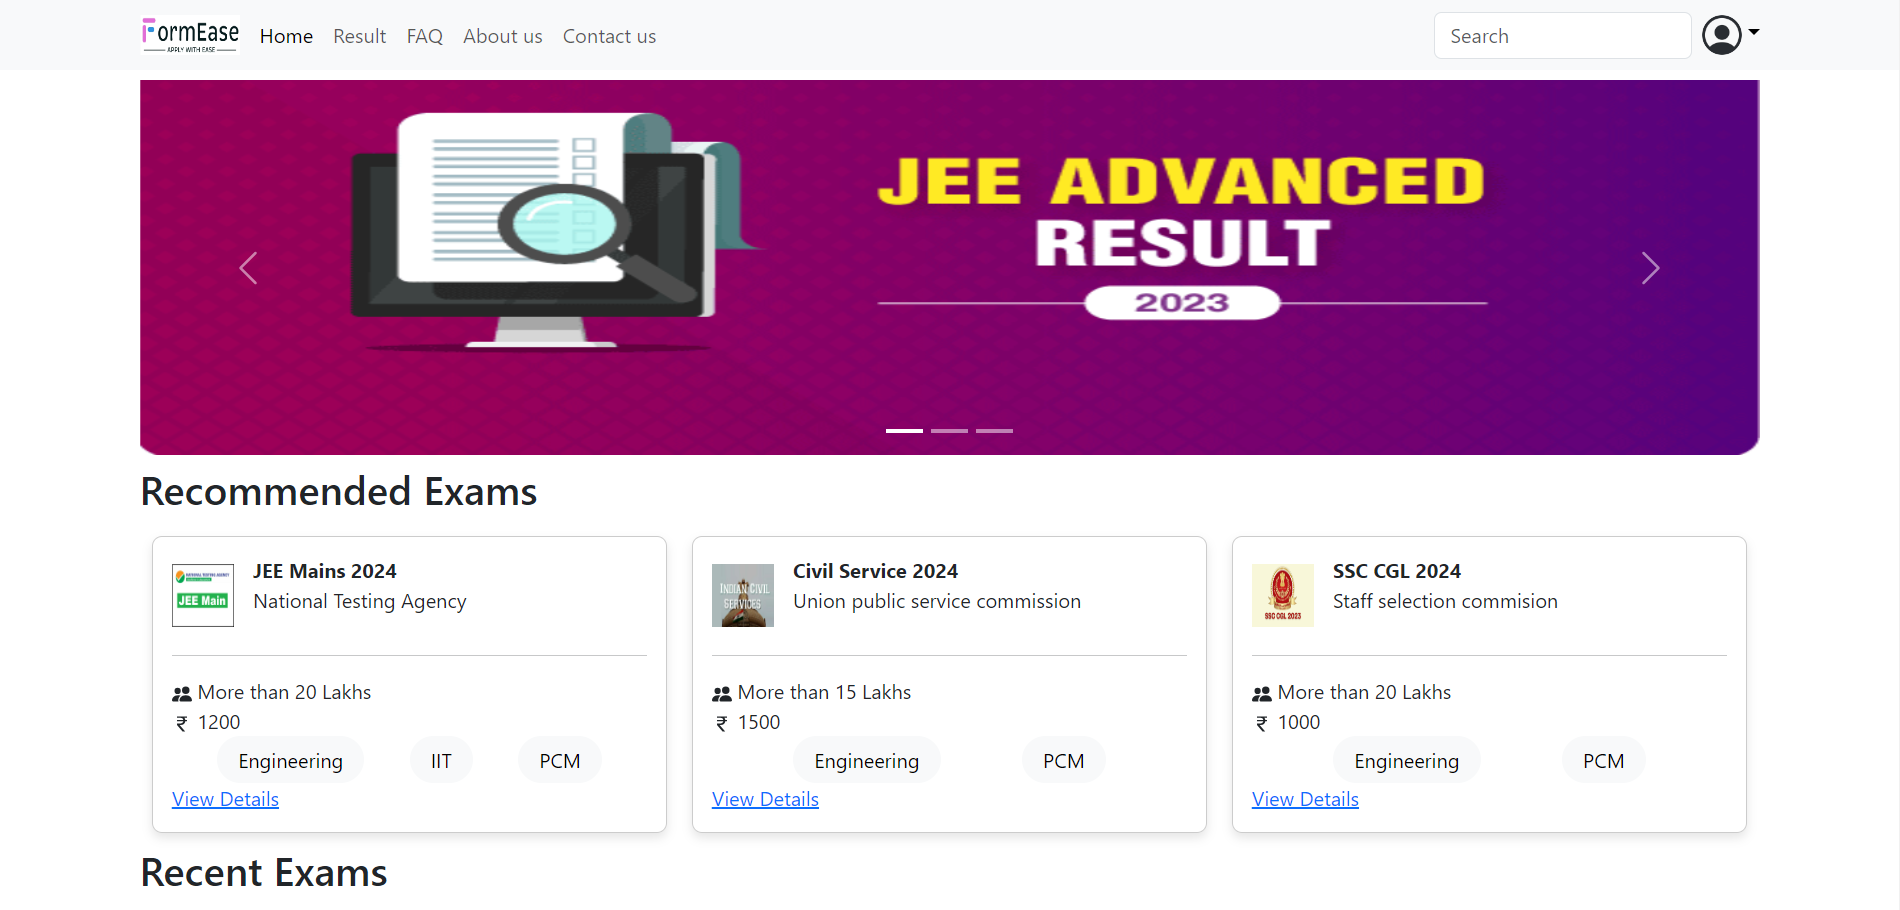 FormEase
APPLY WITH EASE
Home Result FAQ About us Contact us
Search
JEE ADVANCED
RESULT
2023
Recommended Exams
JEE Mains 2024
National Testing Agency
JEE Main
More than 20 Lakhs
₹ 1200
Engineering IIT PCM
View Details
Civil Service 2024
Union public service commission
INDIAN CIVIL
SERVICES
More than 15 Lakhs
₹ 1500
Engineering PCM
View Details
SSC CGL 2024
Staff selection commision
SSC CGL 2023
More than 20 Lakhs
₹ 1000
Engineering PCM
View Details
Recent Exams